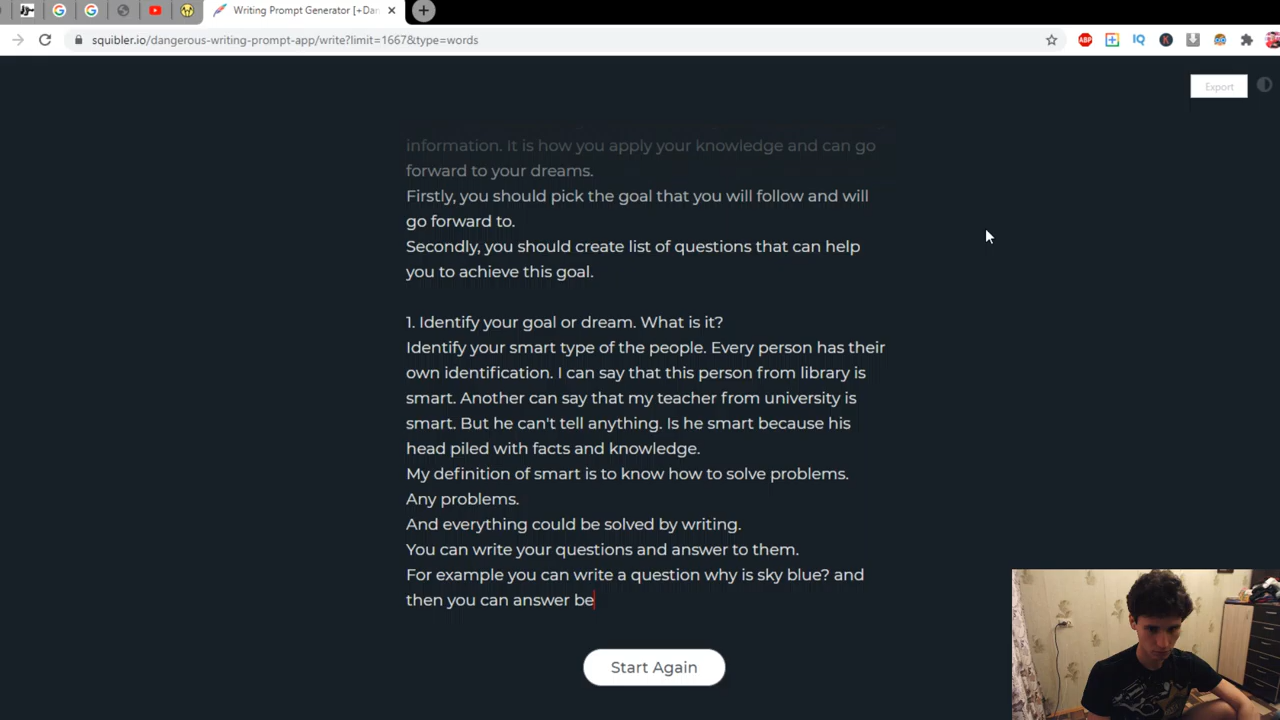 Writing Prompt Generator [+Dan
squibler.io/dangerous-writing-prompt-app/write?limit=1667&type=words
ABP
IQ
K
Export
information. It is how you apply your knowledge and can go
forward to your dreams.
Firstly, you should pick the goal that you will follow and will
go forward to.
Secondly, you should create list of questions that can help
you to achieve this goal.
1. Identify your goal or dream. What is it?
Identify your smart type of the people. Every person has their
own identification. I can say that this person from library is
smart. Another can say that my teacher from university is
smart. But he can't tell anything. Is he smart because his
head piled with facts and knowledge.
My definition of smart is to know how to solve problems.
Any problems.
And everything could be solved by writing.
You can write your questions and answer to them.
For example you can write a question why is sky blue? and
then you can answer be
Start Again